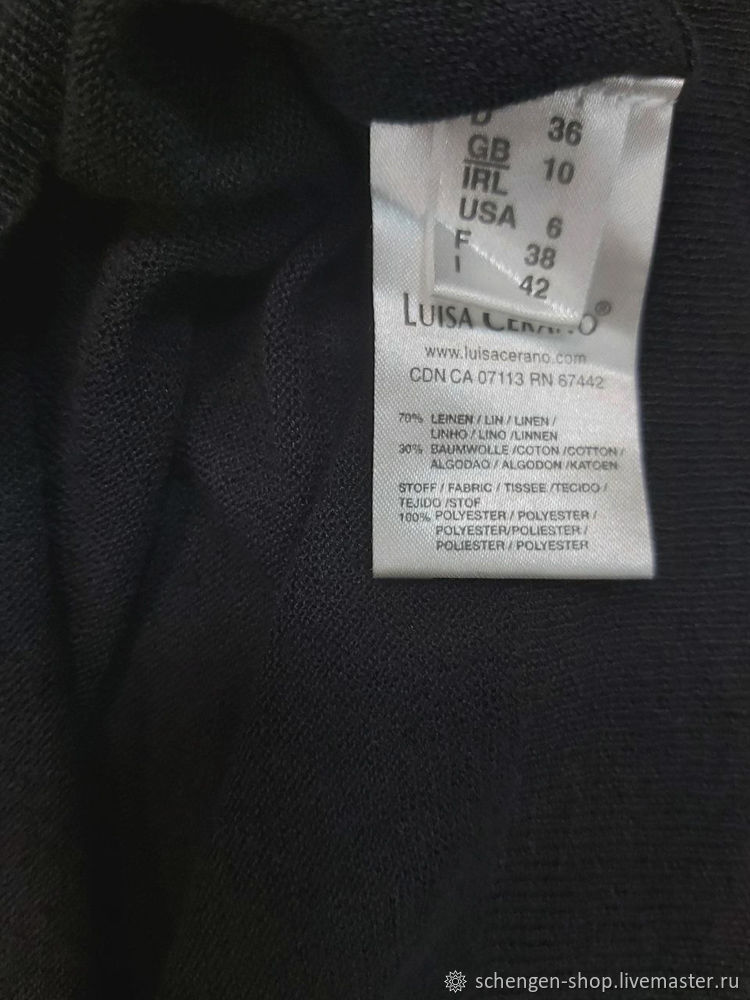 D 36
GB 10
IRL
USA 6
F 38
I 42
LUISA CERANO®
www.luisacerano.com
CDN CA 07113 RN 67442
70% LEINEN / LIN / LINEN /
LINHO / LINO /LINNEN
30% BAUMWOLLE /COTON /COTTON /
ALGODAO / ALGODON /KATOEN
STOFF / FABRIC / TISSEE /TECIDO /
TEJIDO /STOF
100% POLYESTER / POLYESTER /
POLYESTER/POLIESTER /
POLIESTER / POLYESTER
schengen-shop.livemaster.ru